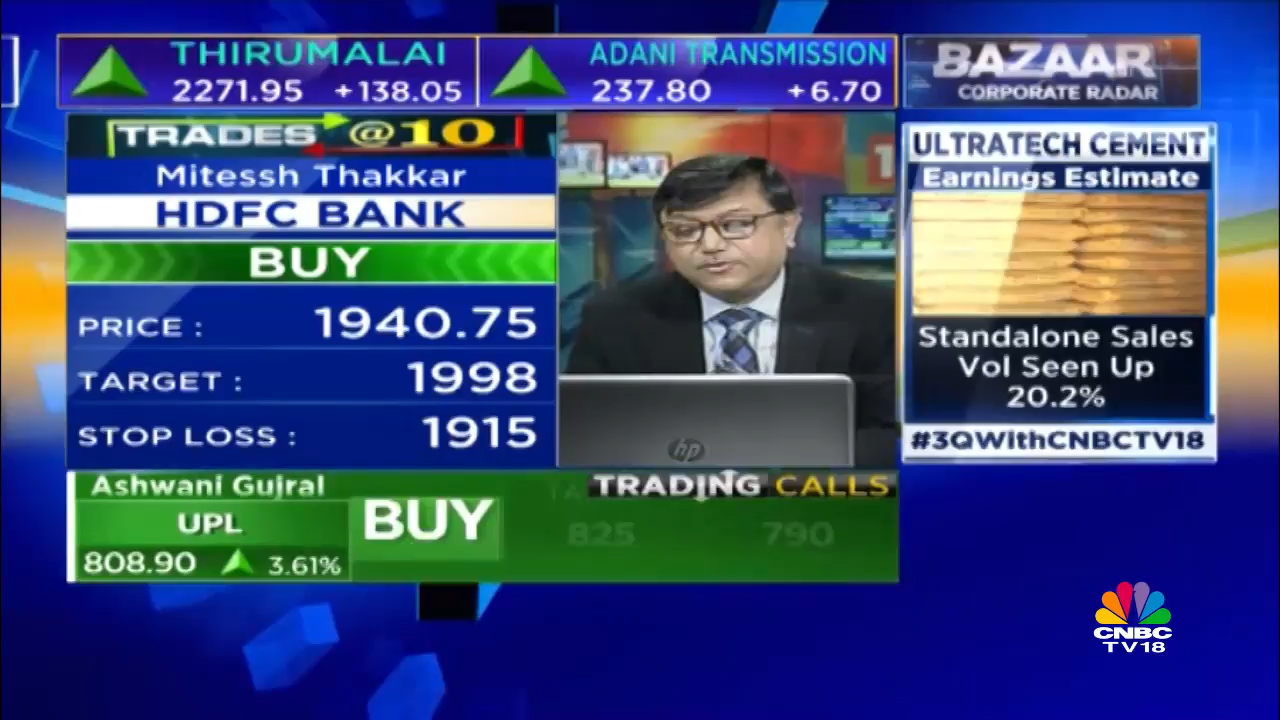 THIRUMALAI
2271.95 +138.05
ADANI TRANSMISSION
237.80 +6.70
BAZAAR
CORPORATE RADAR
TRADES @10
Mitessh Thakkar
HDFC BANK
BUY
PRICE : 1940.75
TARGET : 1998
STOP LOSS : 1915
hp
ULTRATECH CEMENT
Earnings Estimate
Standalone Sales
Vol Seen Up
20.2%
#3QWithCNBCTV18
Ashwani Gujral
TRADING CALLS
UPL
BUY
825 790
808.90 3.61%
CNBC
TV18